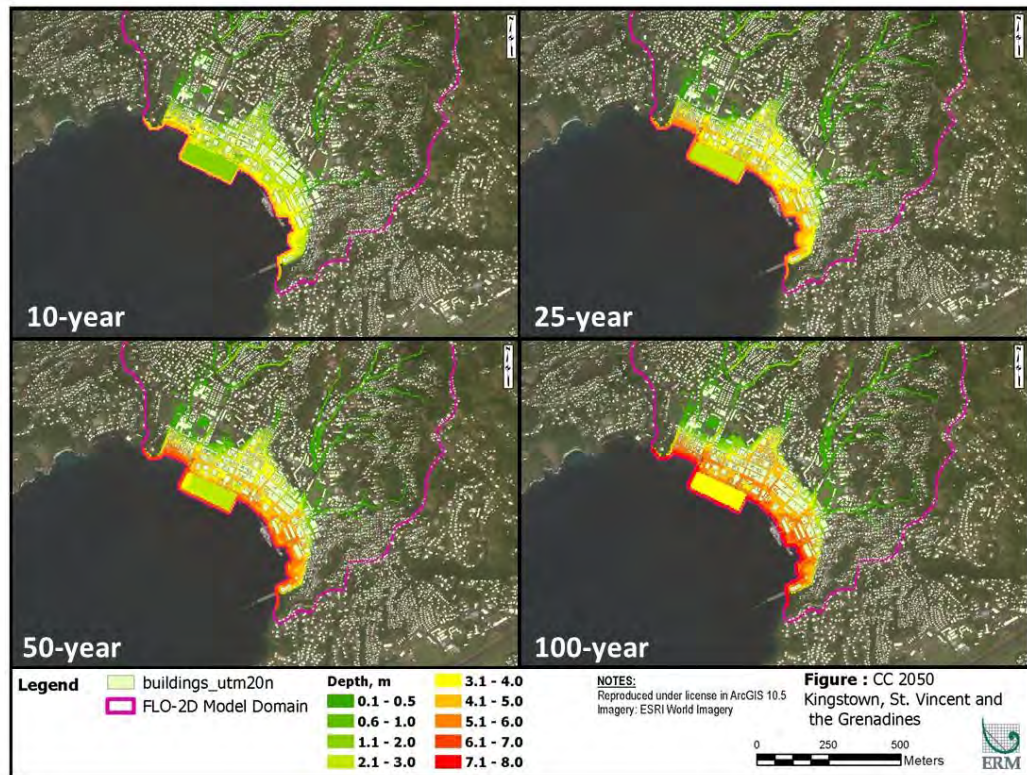 10-year
25-year
50-year
100-year
Legend
buildings_utm20n
FLO-2D Model Domain
Depth, m
0.1 - 0.5
0.6 - 1.0
1.1 - 2.0
2.1 - 3.0
3.1 - 4.0
4.1 - 5.0
5.1 - 6.0
6.1 - 7.0
7.1 - 8.0
NOTES:
Reproduced under license in ArcGIS 10.5
Imagery: ESRI World Imagery
Figure : CC 2050
Kingstown, St. Vincent and
the Grenadines
0 250 500
Meters
ERM